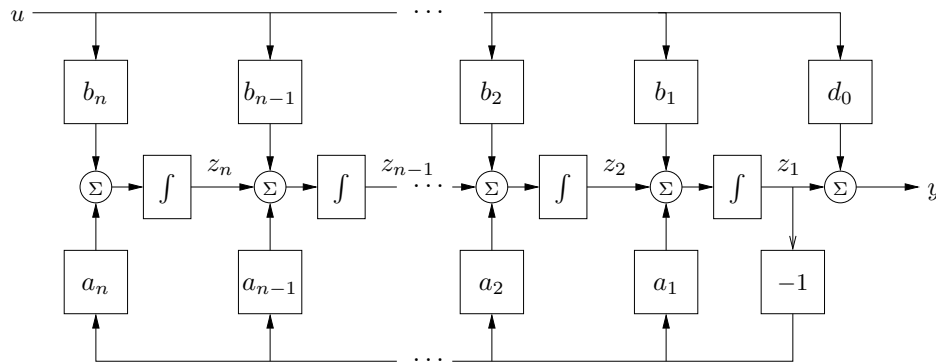 u ⋯
b_n b_{n−1} b_2 b_1 d_0
z_n z_{n−1} z_2 z_1
Σ ∫ Σ ∫ ⋯ Σ ∫ Σ ∫ Σ y
a_n a_{n−1} a_2 a_1 −1
⋯